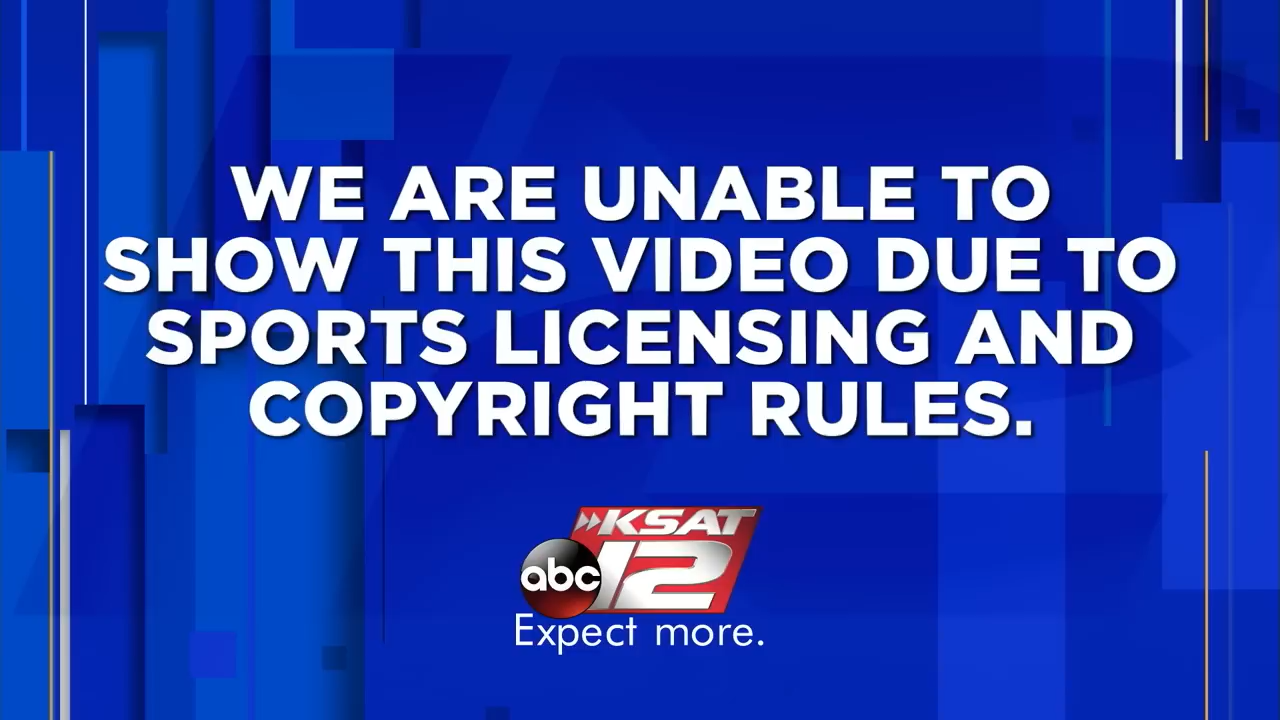 WE ARE UNABLE TO
SHOW THIS VIDEO DUE TO
SPORTS LICENSING AND
COPYRIGHT RULES.
KSAT
abc 12
Expect more.